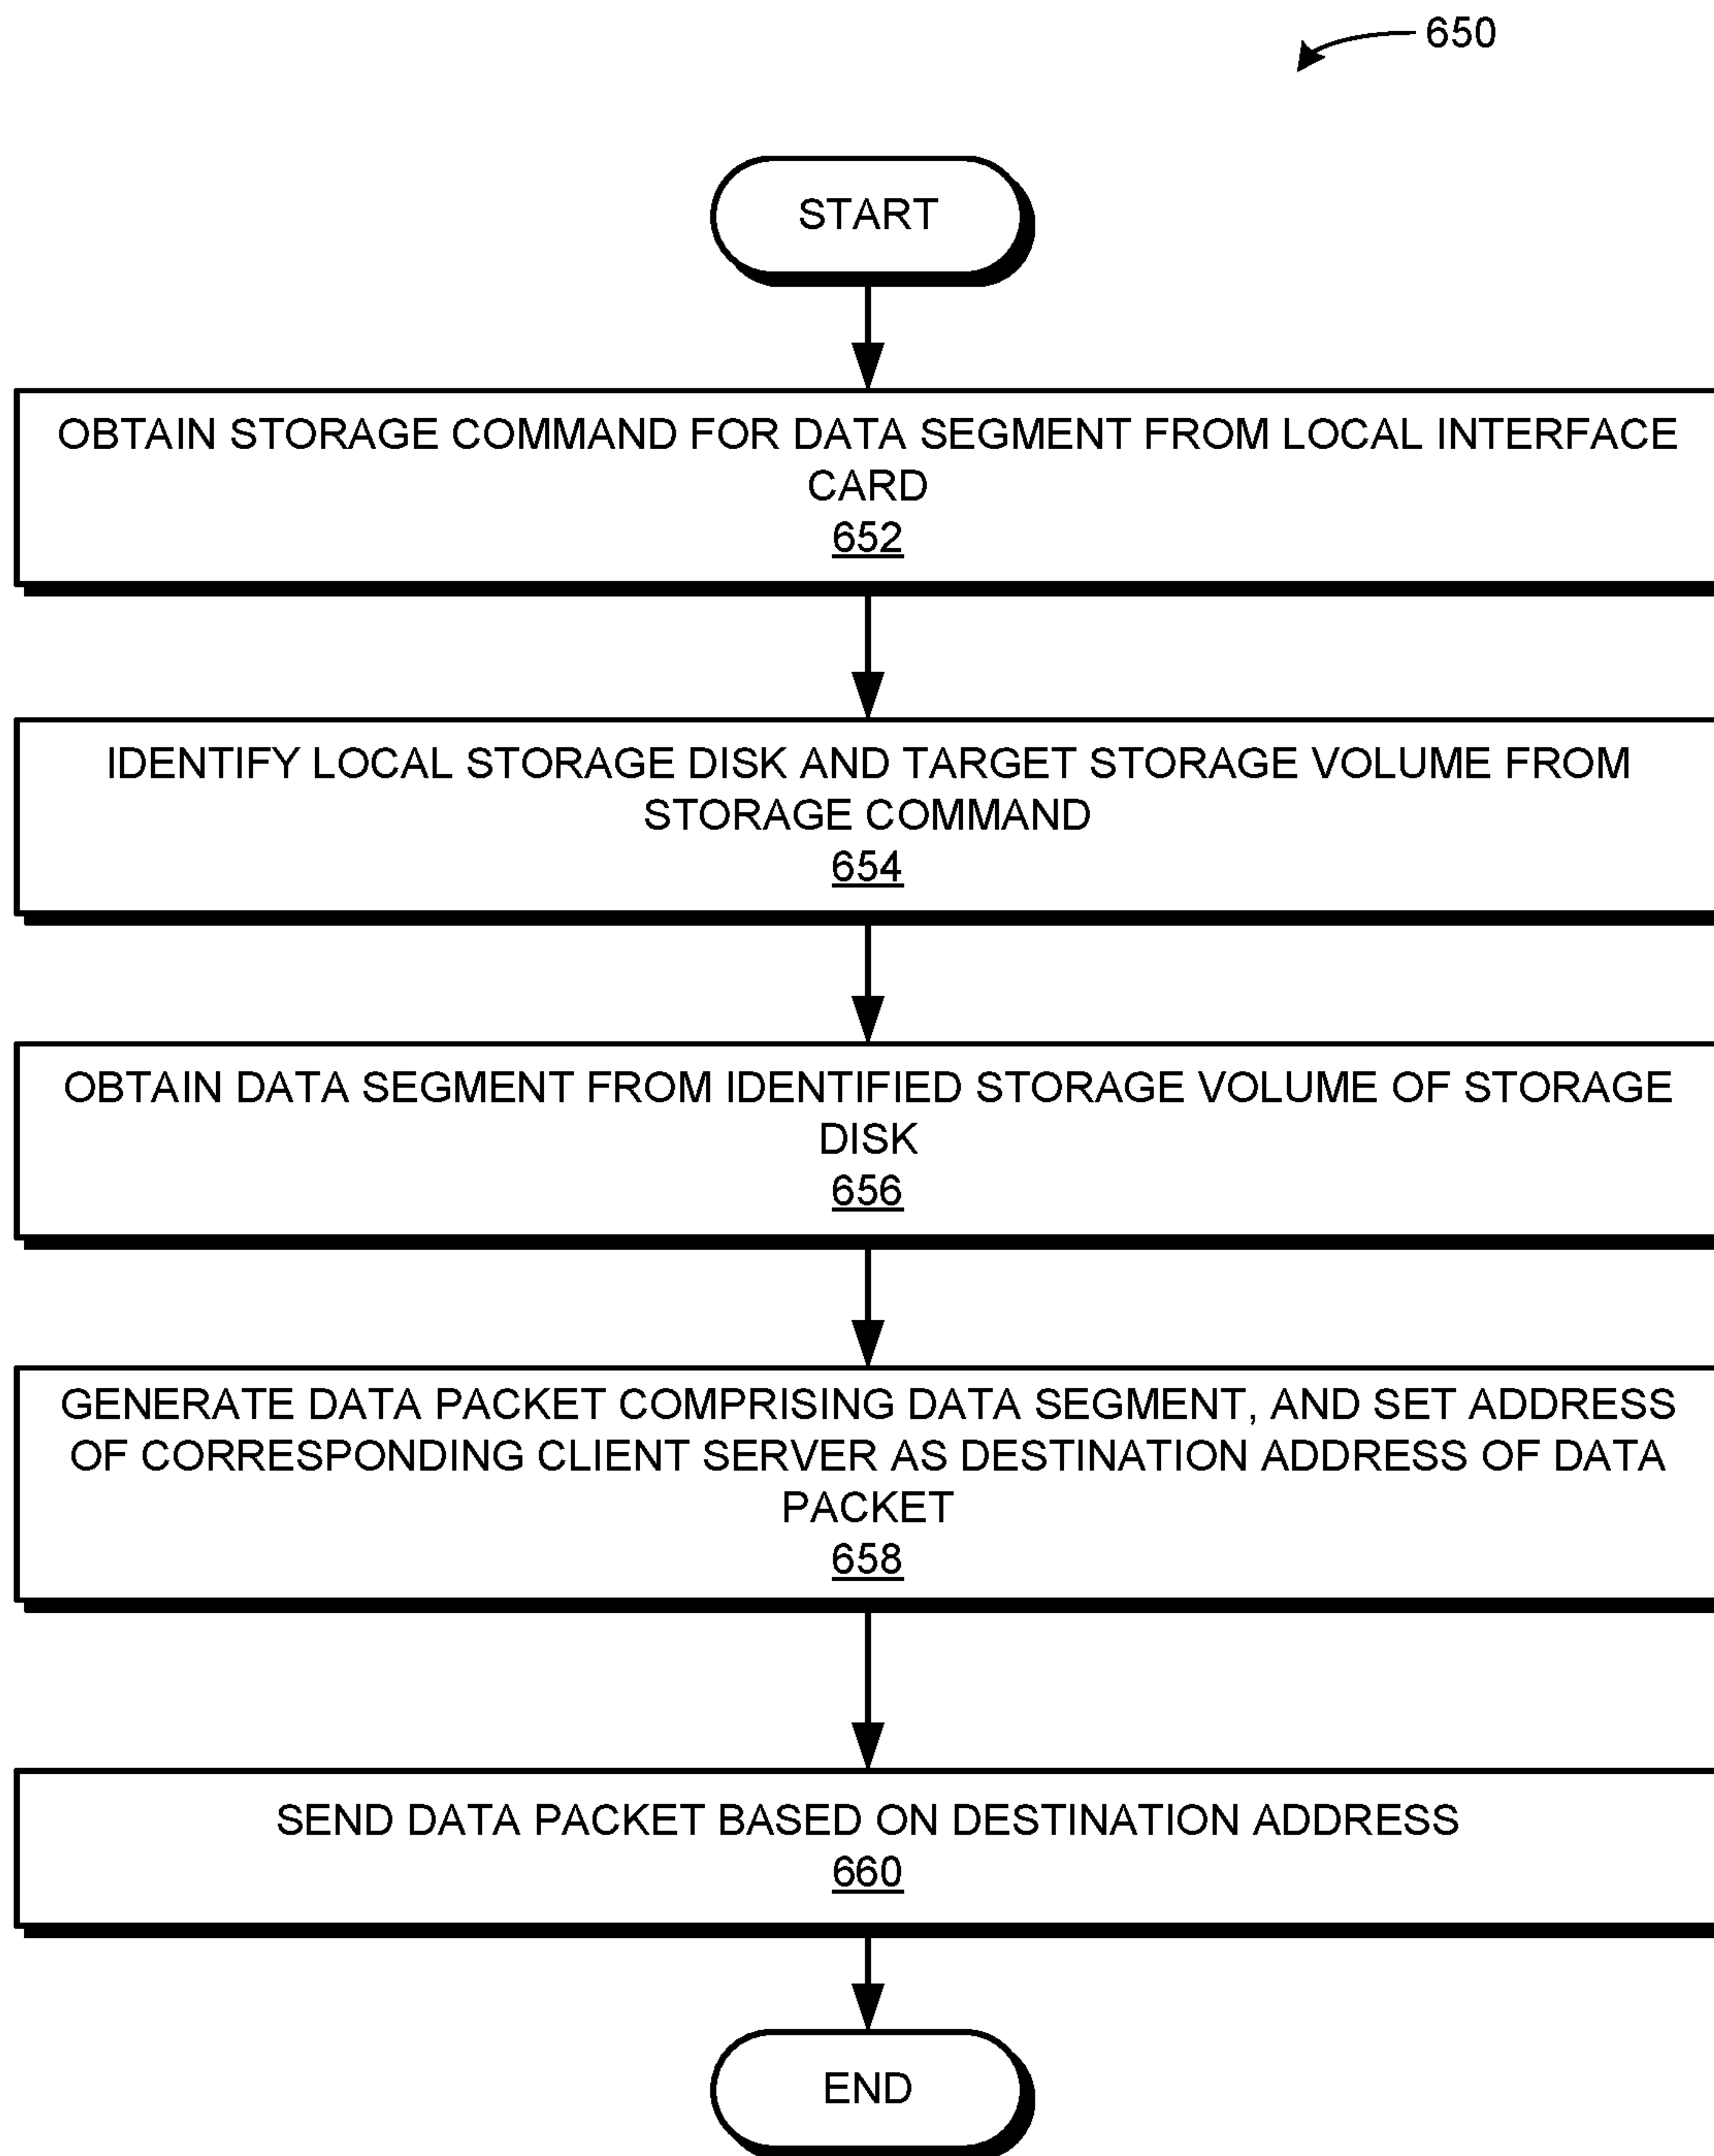 650
START
OBTAIN STORAGE COMMAND FOR DATA SEGMENT FROM LOCAL INTERFACE
CARD
652
IDENTIFY LOCAL STORAGE DISK AND TARGET STORAGE VOLUME FROM
STORAGE COMMAND
654
OBTAIN DATA SEGMENT FROM IDENTIFIED STORAGE VOLUME OF STORAGE
DISK
656
GENERATE DATA PACKET COMPRISING DATA SEGMENT, AND SET ADDRESS
OF CORRESPONDING CLIENT SERVER AS DESTINATION ADDRESS OF DATA
PACKET
658
SEND DATA PACKET BASED ON DESTINATION ADDRESS
660
END